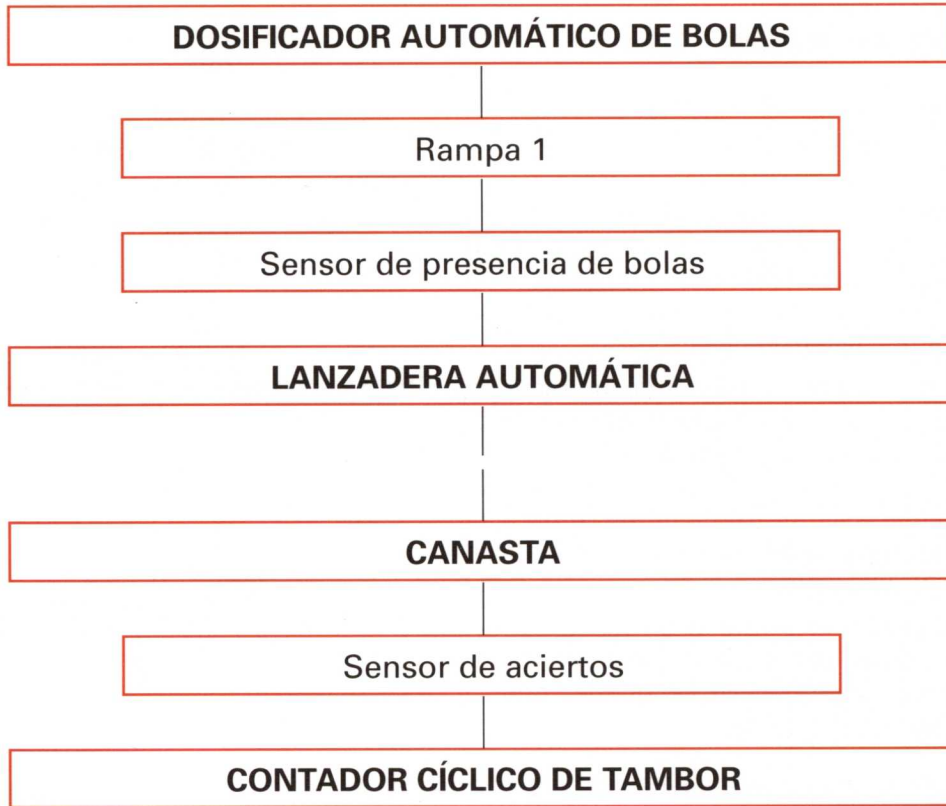 DOSIFICADOR AUTOMÁTICO DE BOLAS
Rampa 1
Sensor de presencia de bolas
LANZADERA AUTOMÁTICA
CANASTA
Sensor de aciertos
CONTADOR CÍCLICO DE TAMBOR